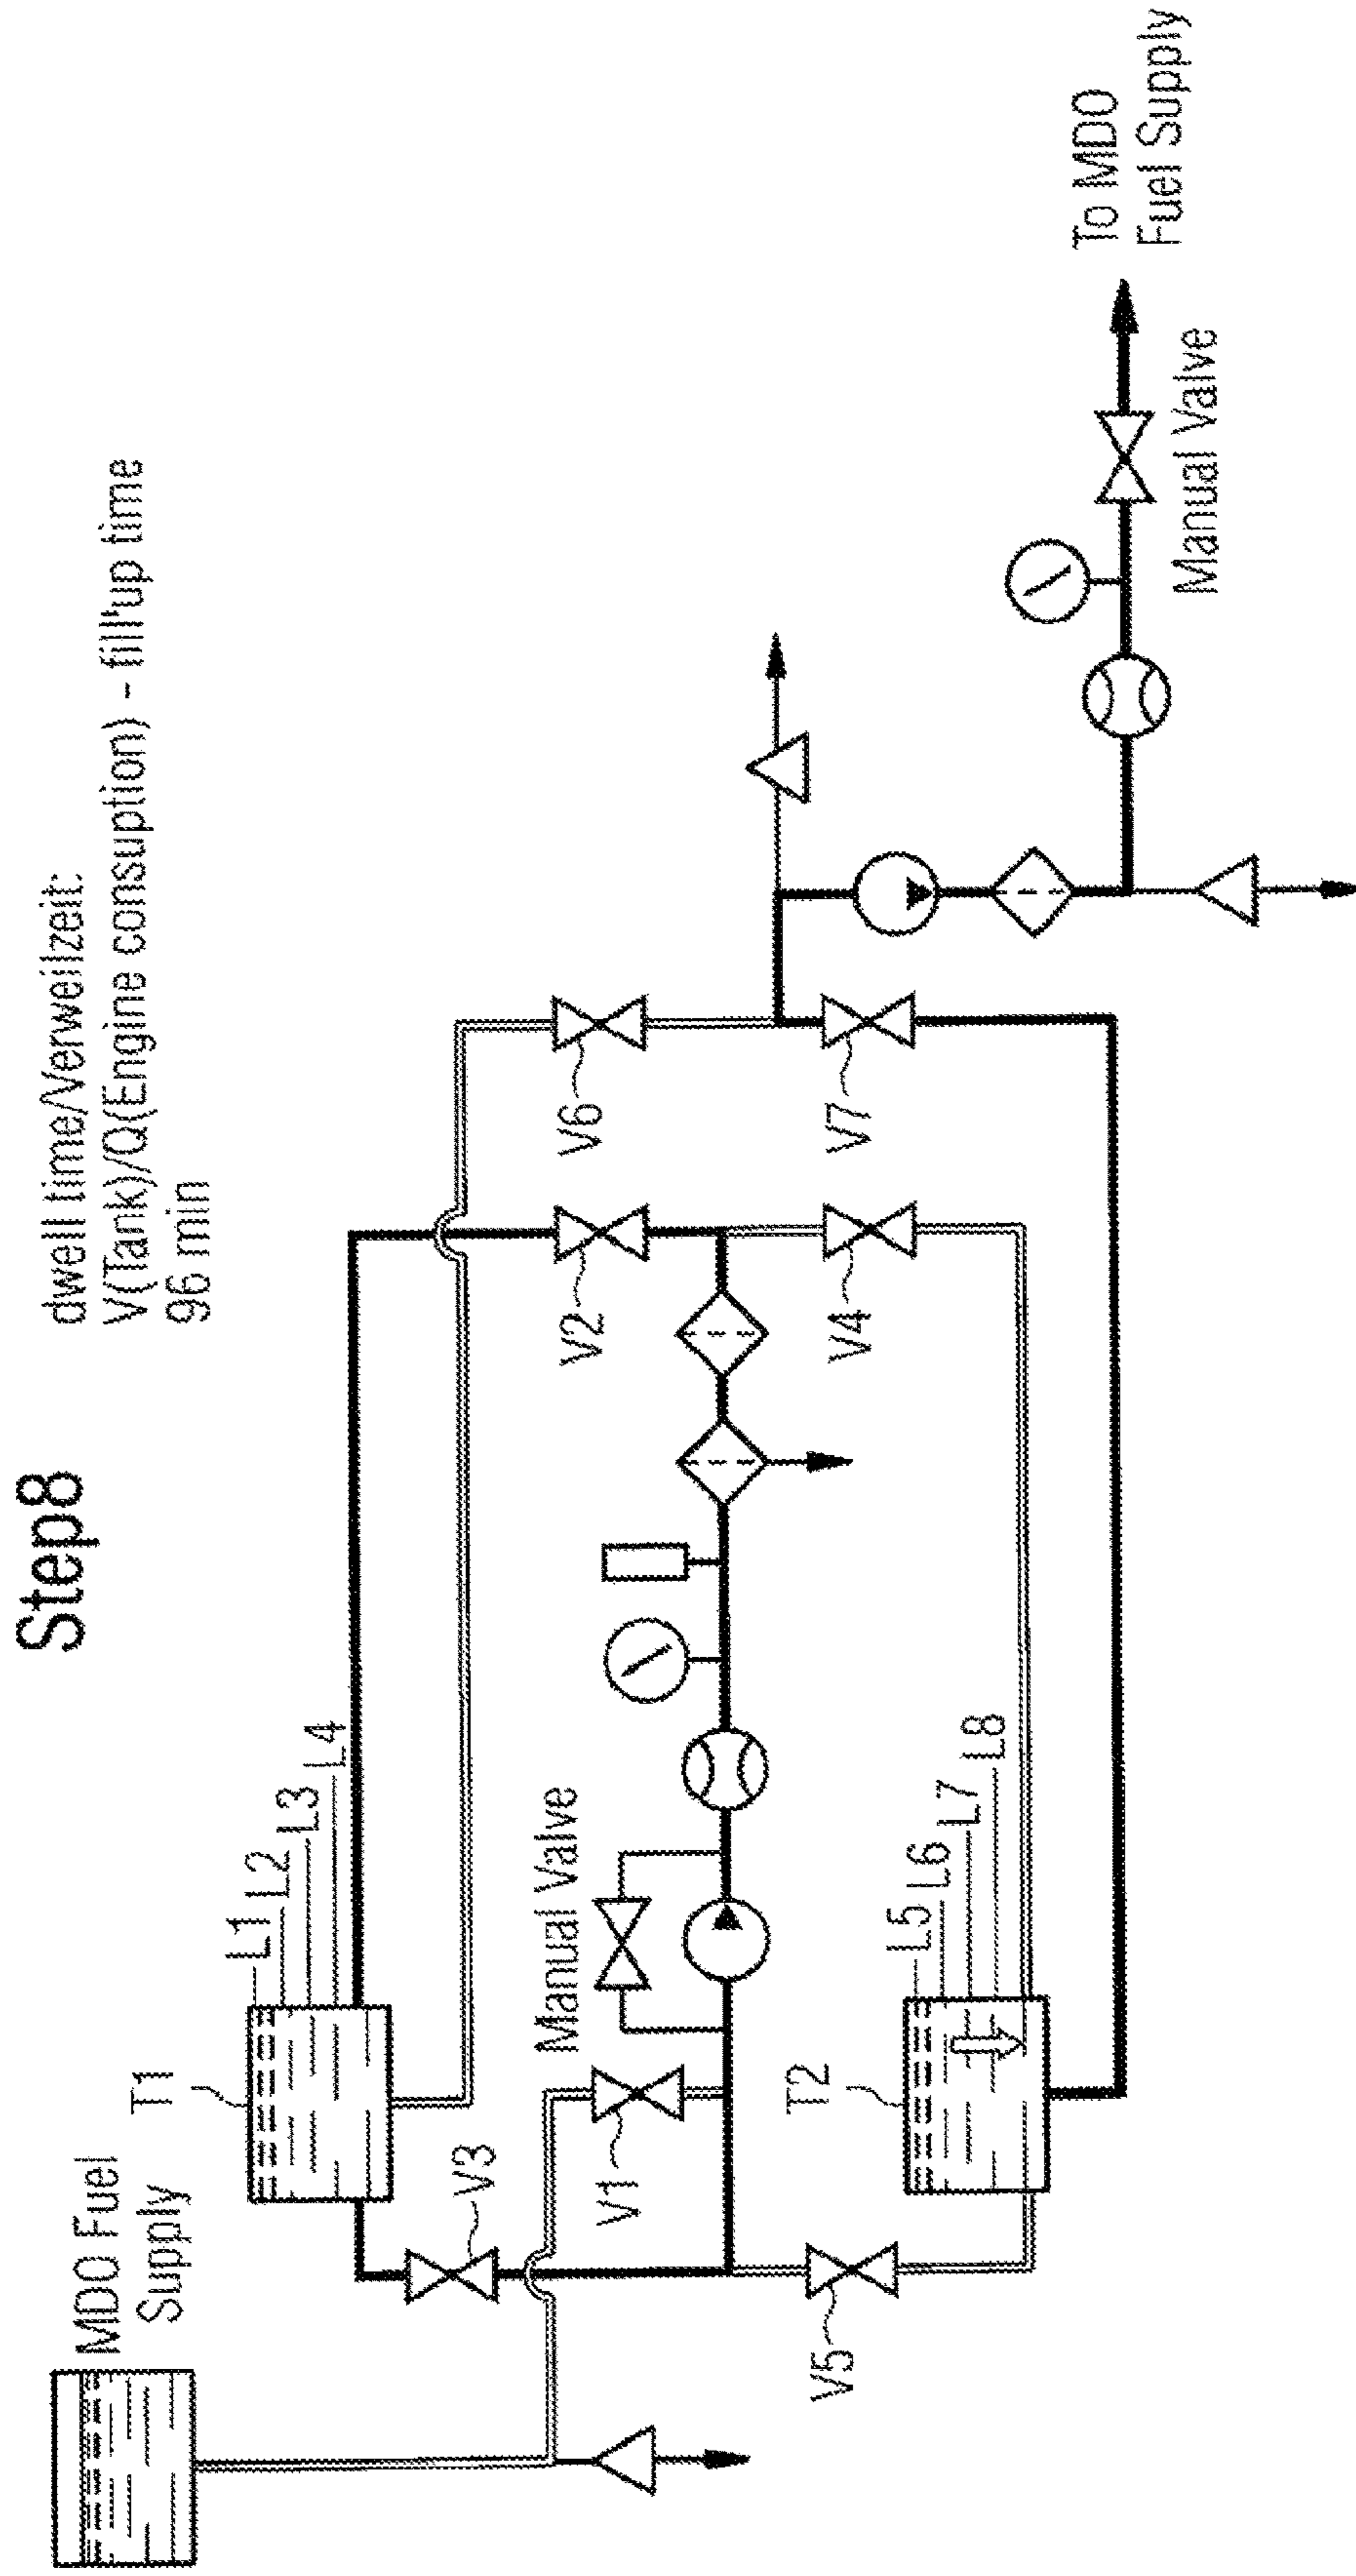 Step8
dwell time/Verweilzeit:
V(Tank)/Q(Engine consuption) - fill'up time
96 min
MDO Fuel
Supply
T1
L1
L2
L3
L4
V3
V1
Manual Valve
V2
V6
V4
V7
V5
T2
L5
L6
L7
L8
To MDO
Fuel Supply
Manual Valve